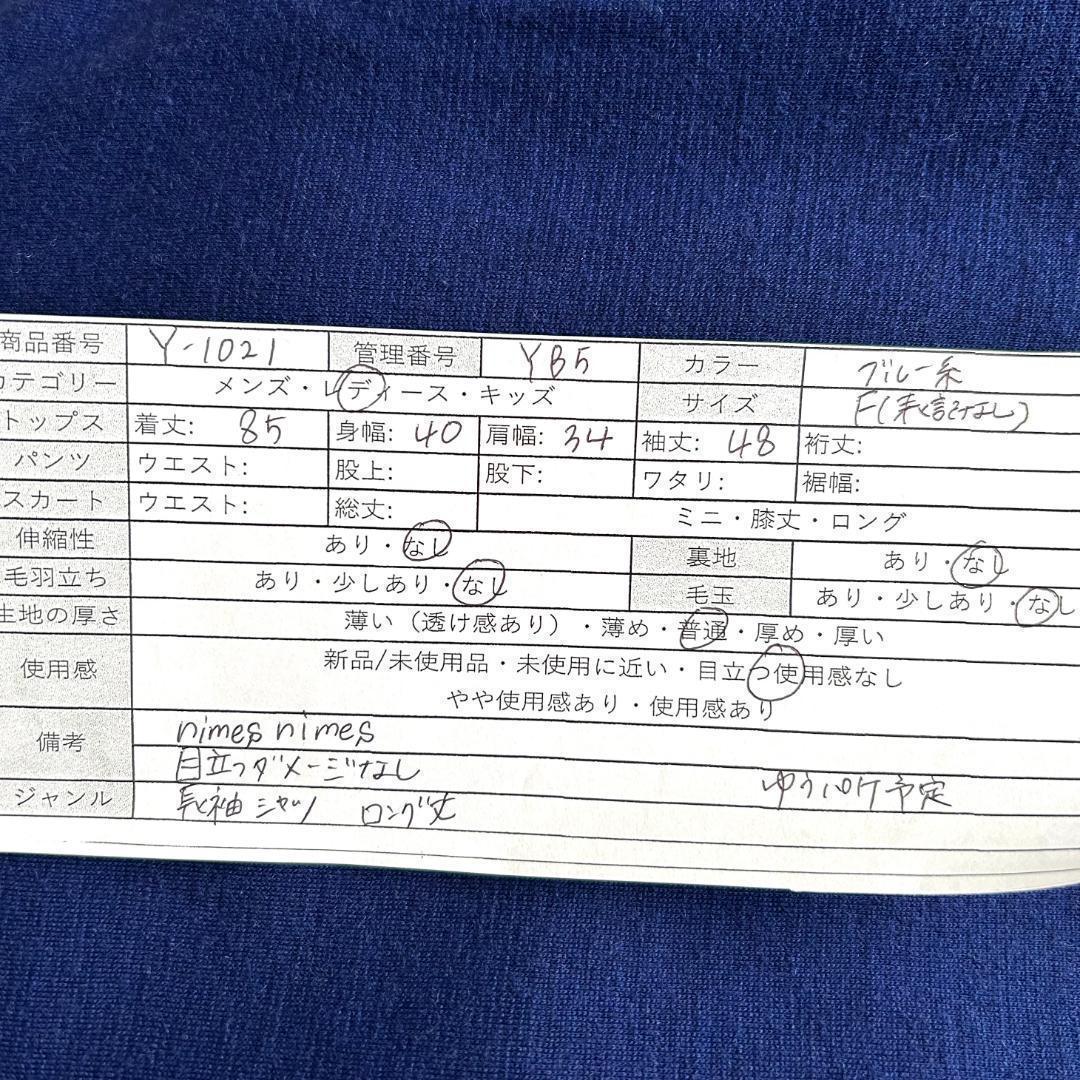 商品番号 Y-1021 管理番号 YB5 カラー ブルー系
カテゴリー メンズ・レディース・キッズ サイズ F(表記なし)
トップス 着丈: 85 身幅: 40 肩幅: 34 袖丈: 48 裄丈:
パンツ ウエスト: 股上: 股下: ワタリ: 裾幅:
スカート ウエスト: 総丈: ミニ・膝丈・ロング
伸縮性 あり・なし 裏地 あり・なし
毛羽立ち あり・少しあり・なし 毛玉 あり・少しあり・なし
生地の厚さ 薄い（透け感あり）・薄め・普通・厚め・厚い
使用感 新品/未使用品・未使用に近い・目立つ使用感なし
やや使用感あり・使用感あり
備考 nimes nimes
目立つダメージなし ゆうパケ予定
ジャンル 長袖シャツ ロング丈